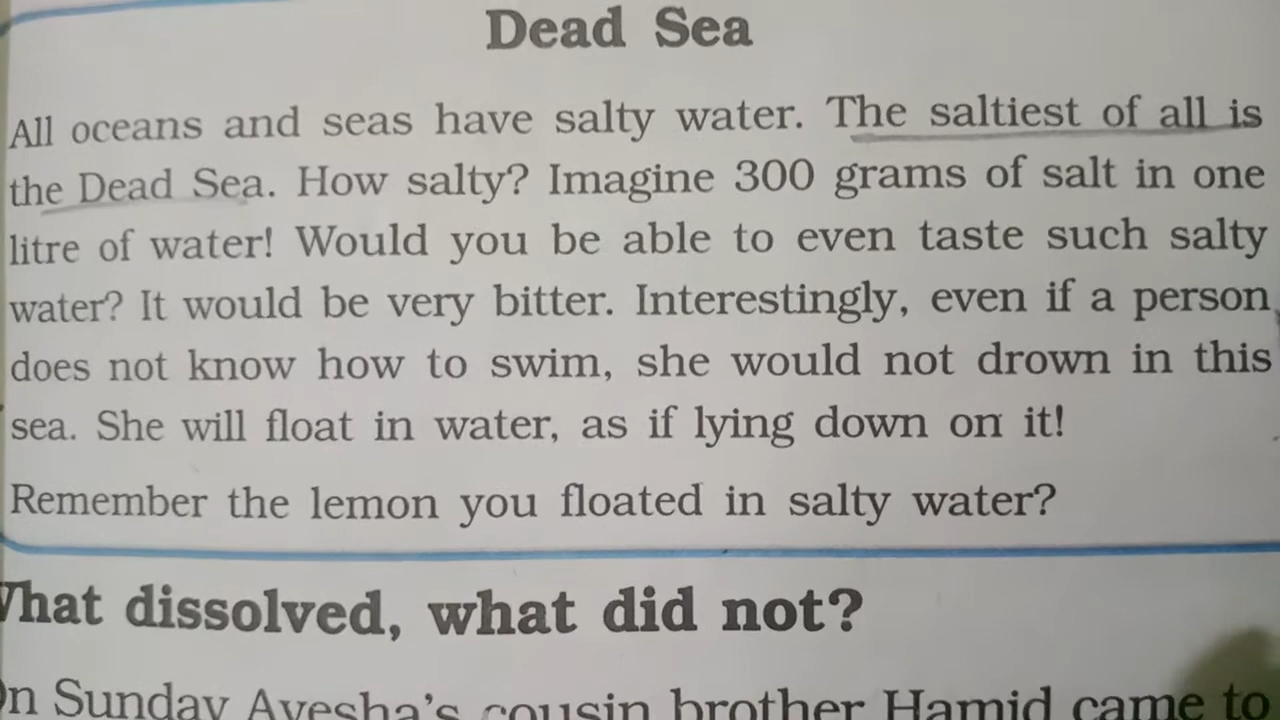 Dead Sea
All oceans and seas have salty water. The saltiest of all is
the Dead Sea. How salty? Imagine 300 grams of salt in one
litre of water! Would you be able to even taste such salty
water? It would be very bitter. Interestingly, even if a person
does not know how to swim, she would not drown in this
sea. She will float in water, as if lying down on it!
Remember the lemon you floated in salty water?
What dissolved, what did not?
On Sunday Ayesha's cousin brother Hamid came to